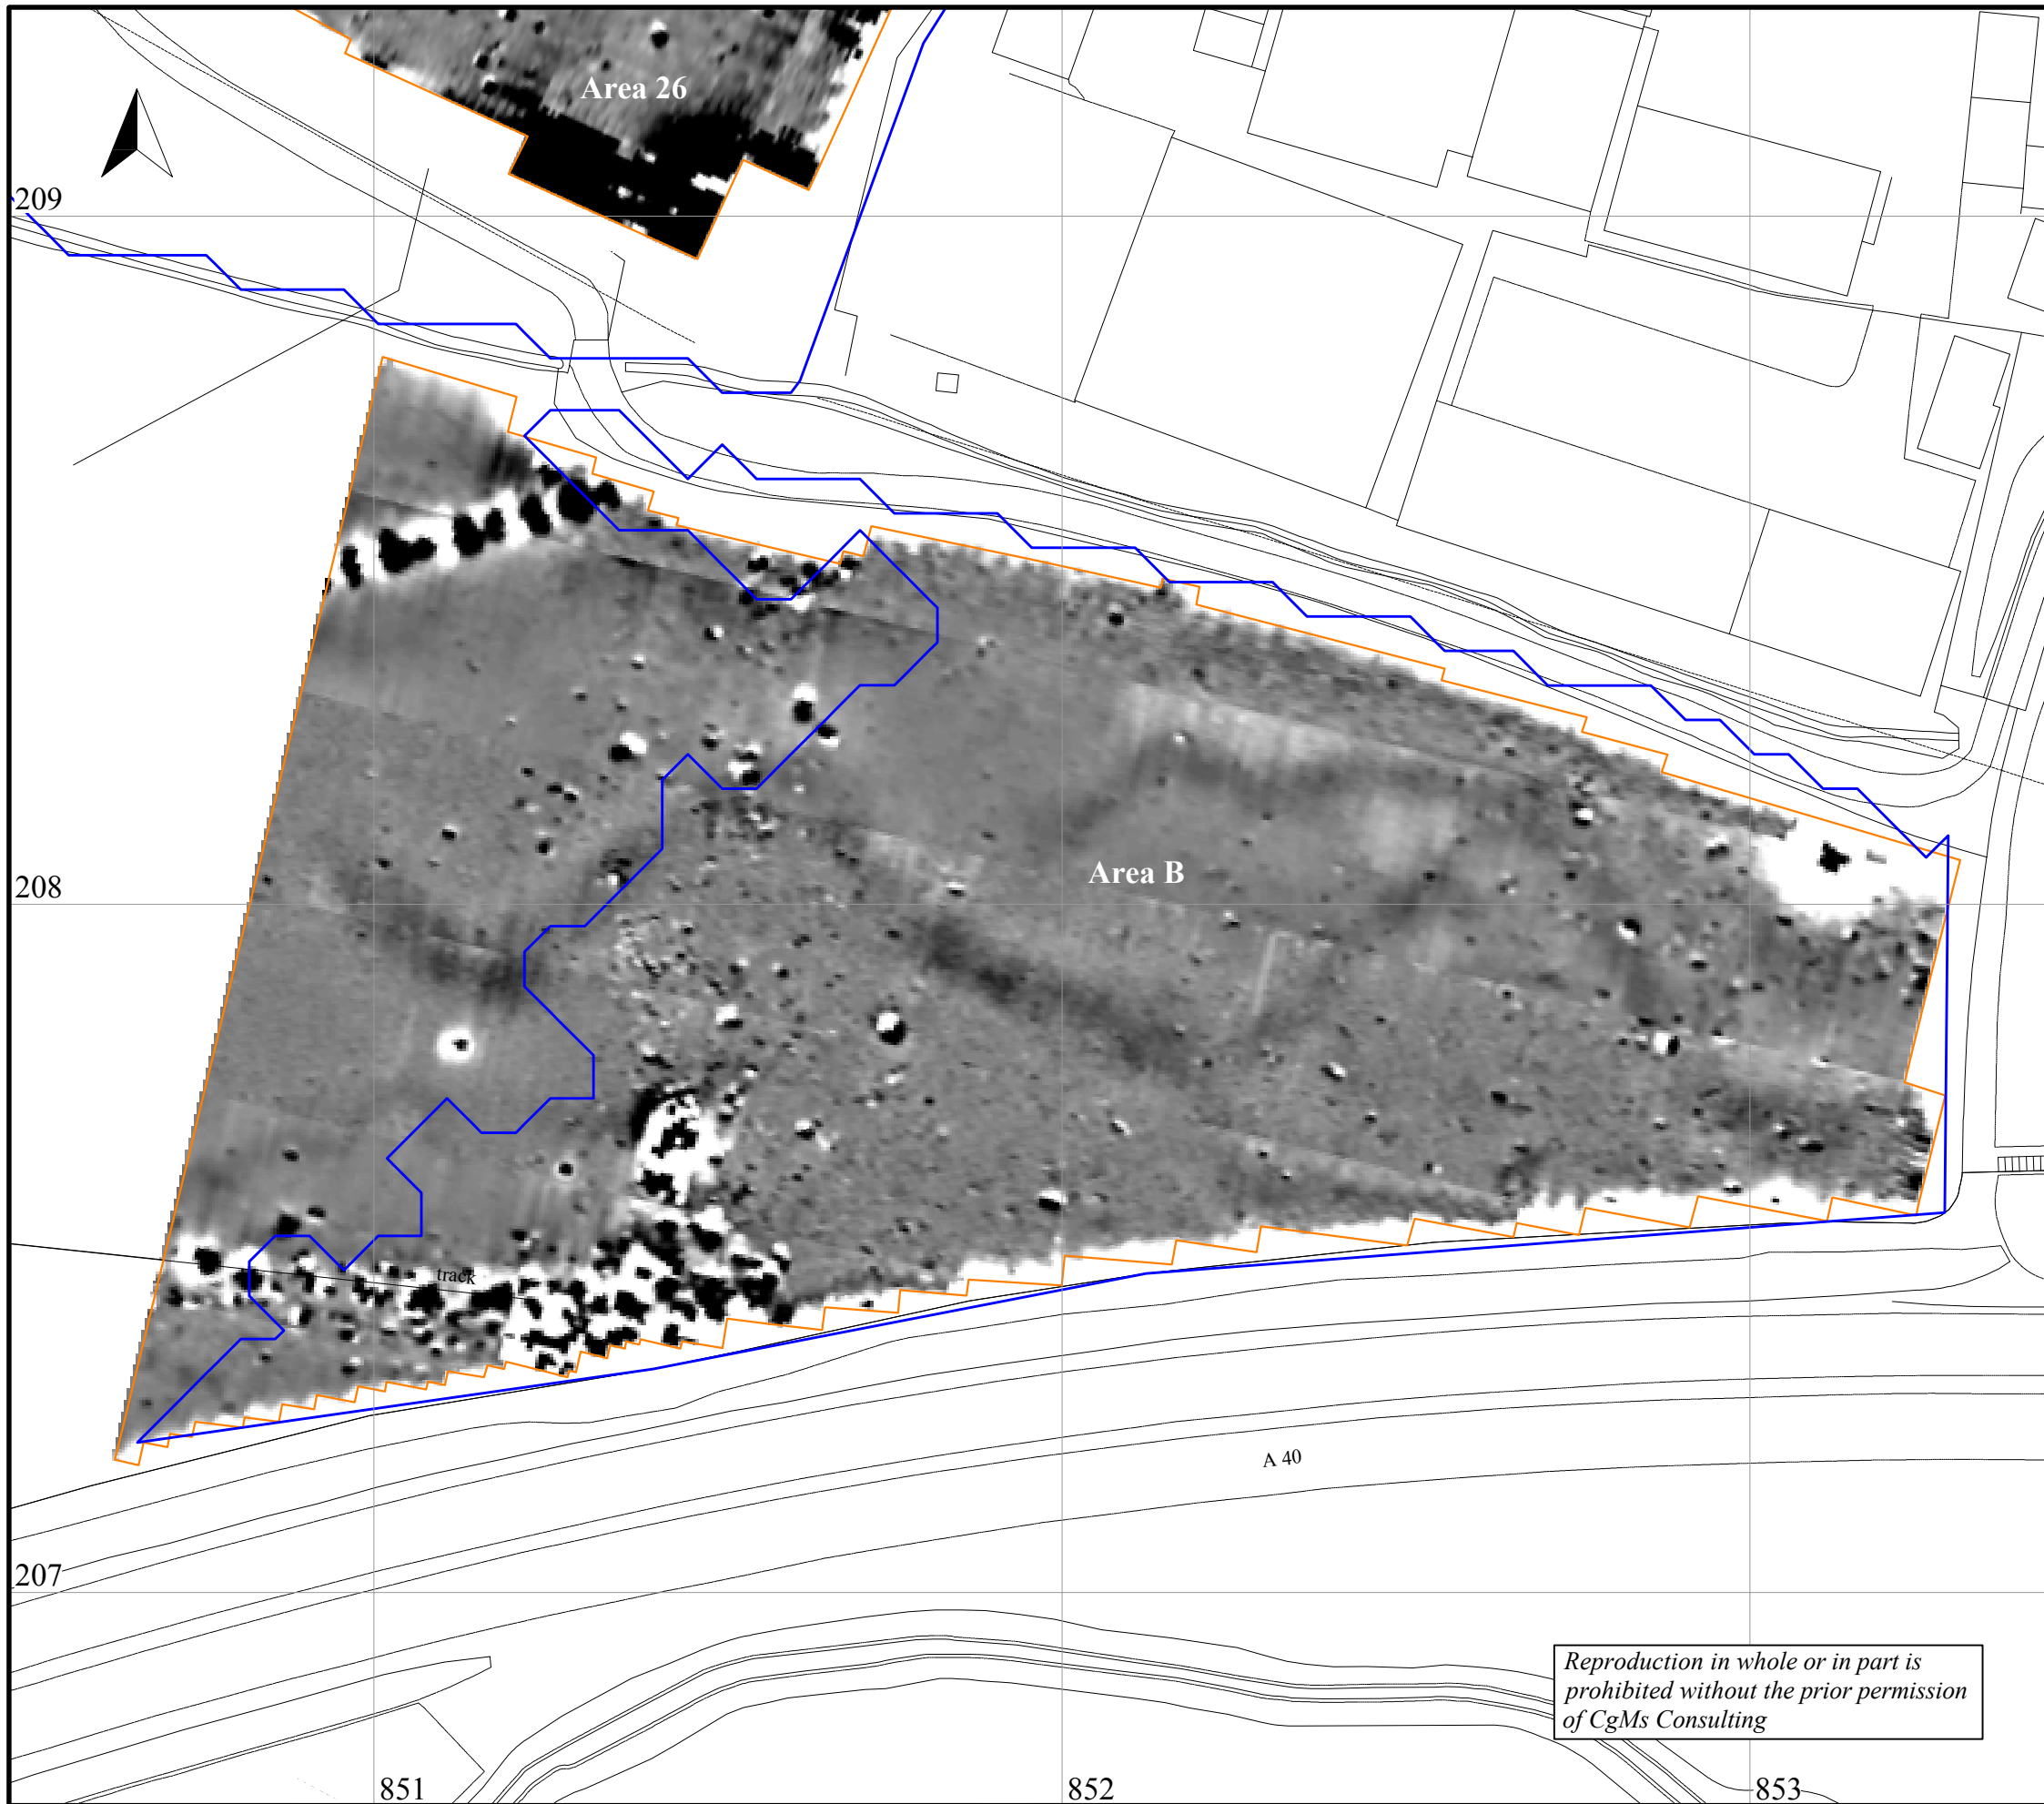 Area 26
209
208
Area B
track
A 40
207
Reproduction in whole or in part is
prohibited without the prior permission
of CgMs Consulting
851
852
853